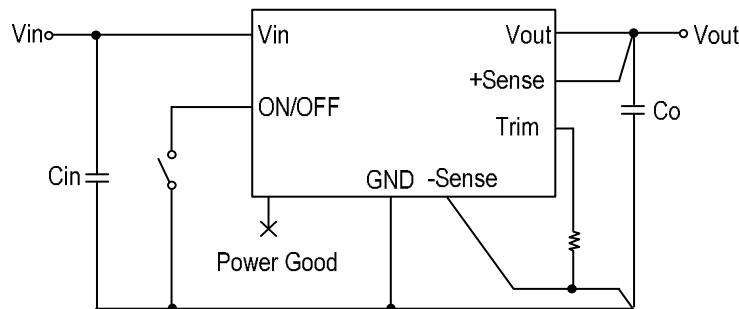 Vin
Vin
Vout
Vout
+Sense
ON/OFF
Trim
Co
Cin
GND
-Sense
Power Good